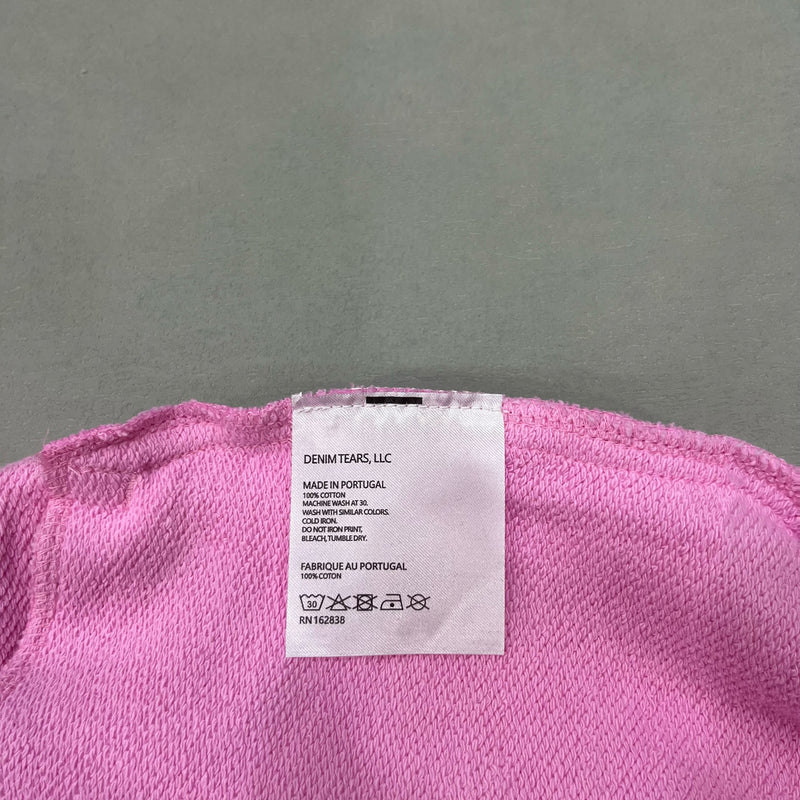 DENIM TEARS, LLC
MADE IN PORTUGAL
100% COTTON
MACHINE WASH AT 30.
WASH WITH SIMILAR COLORS.
COLD IRON.
DO NOT IRON PRINT,
BLEACH, TUMBLE DRY.
FABRIQUE AU PORTUGAL
100% COTON
30
RN 162838